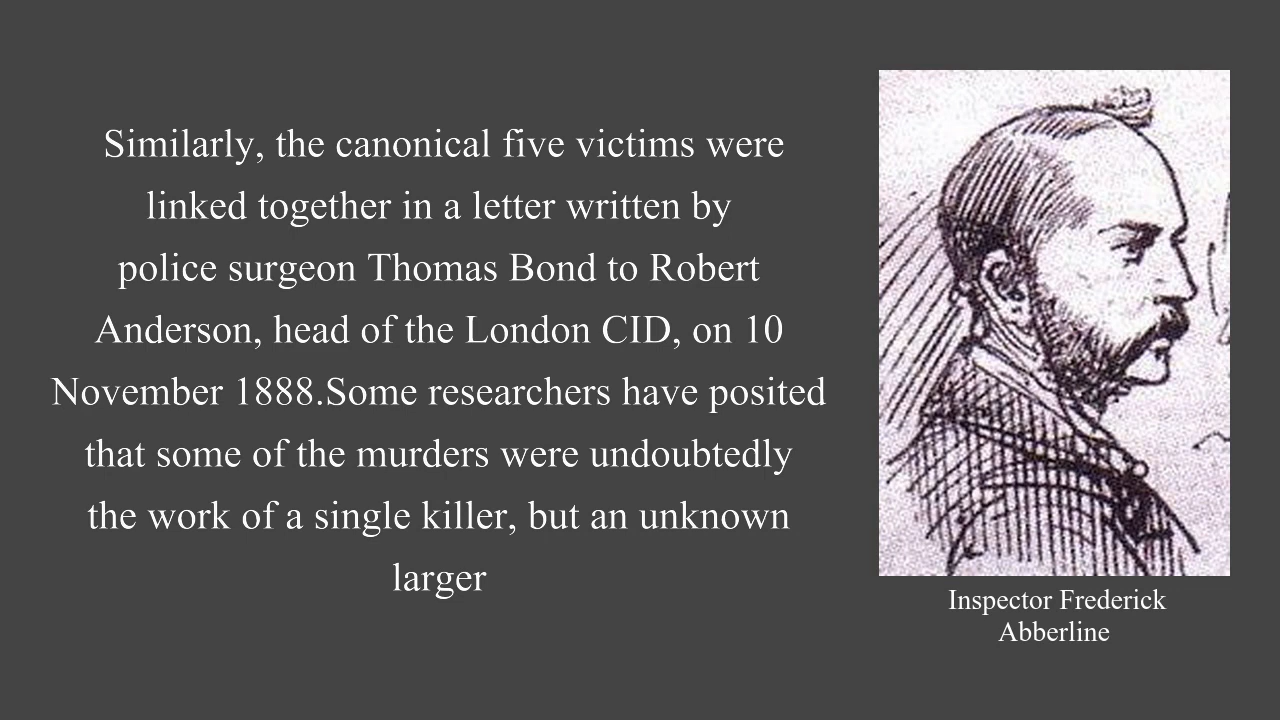 Similarly, the canonical five victims were
linked together in a letter written by
police surgeon Thomas Bond to Robert
Anderson, head of the London CID, on 10
November 1888.Some researchers have posited
that some of the murders were undoubtedly
the work of a single killer, but an unknown
larger
Inspector Frederick
Abberline